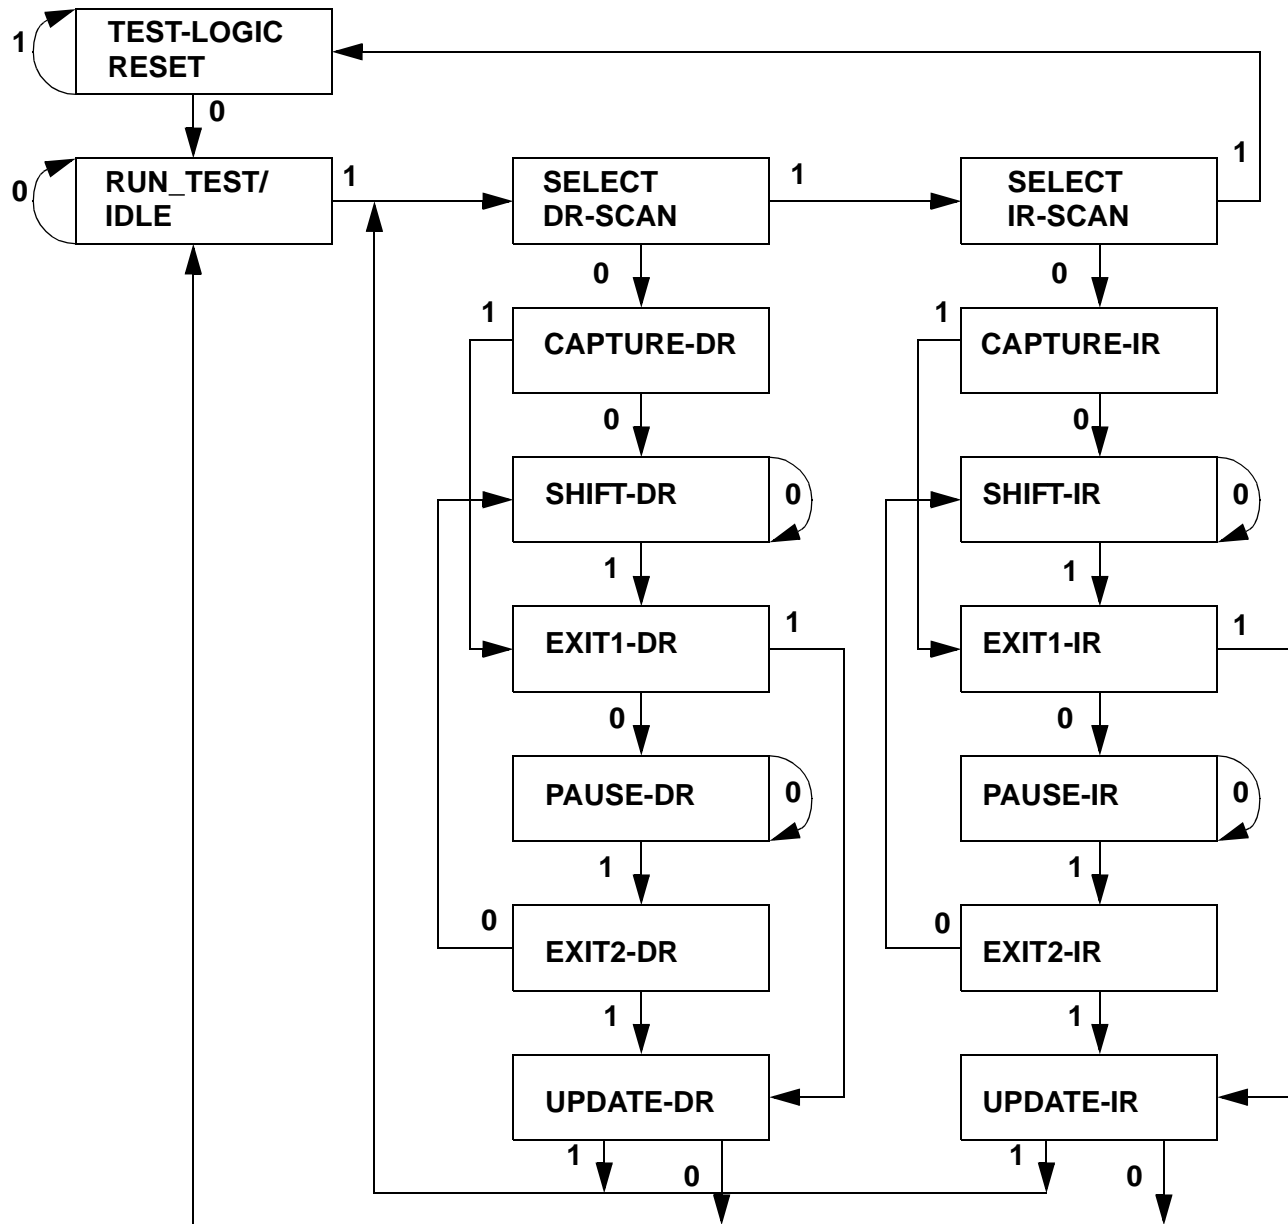 1
TEST-LOGIC
RESET
0
0
RUN_TEST/
IDLE
1
SELECT
DR-SCAN
1
SELECT
IR-SCAN
1
0
0
1
CAPTURE-DR
1
CAPTURE-IR
0
0
SHIFT-DR
0
SHIFT-IR
0
1
1
EXIT1-DR
1
EXIT1-IR
1
0
0
PAUSE-DR
0
PAUSE-IR
0
1
1
0
EXIT2-DR
0
EXIT2-IR
1
1
UPDATE-DR
UPDATE-IR
1
0
1
0